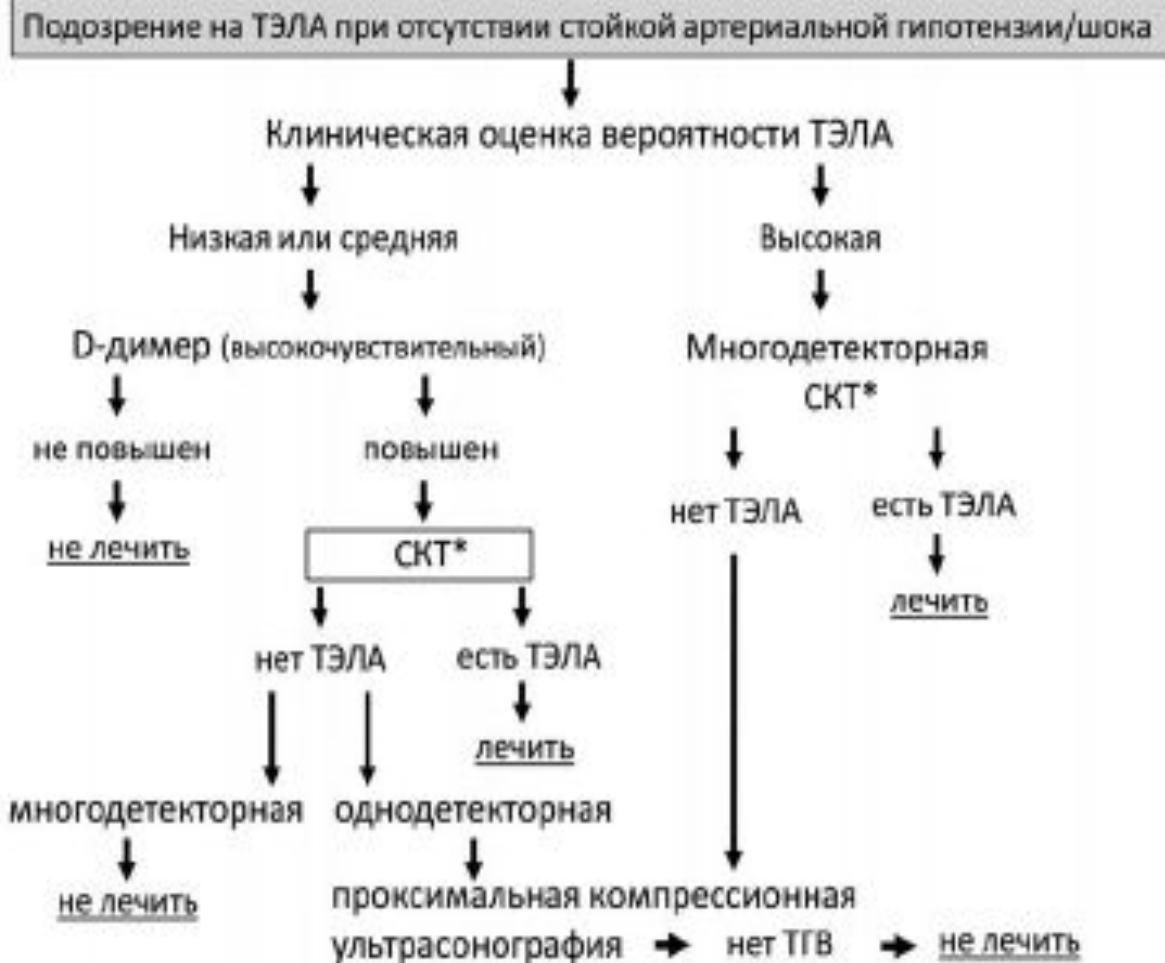 Подозрение на ТЭЛА при отсутствии стойкой артериальной гипотензии/шока
Клиническая оценка вероятности ТЭЛА
Низкая или средняя
Высокая
D-димер (высокочувствительный)
Многодетекторная
СКТ*
не повышен
повышен
нет ТЭЛА
есть ТЭЛА
не лечить
СКТ*
лечить
нет ТЭЛА
есть ТЭЛА
лечить
многодетекторная
однодетекторная
не лечить
проксимальная компрессионная
ультрасонография
нет ТГВ
не лечить